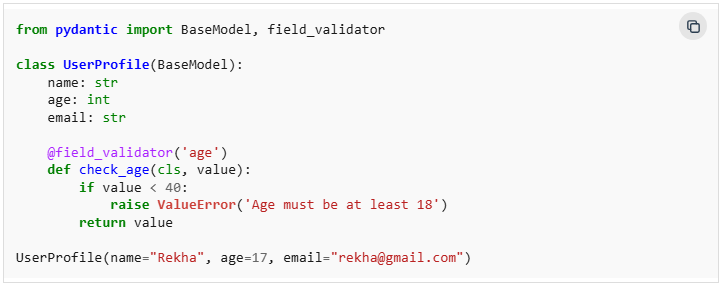 from pydantic import BaseModel, field_validator

class UserProfile(BaseModel):
    name: str
    age: int
    email: str

    @field_validator('age')
    def check_age(cls, value):
        if value < 40:
            raise ValueError('Age must be at least 18')
        return value

UserProfile(name="Rekha", age=17, email="rekha@gmail.com")